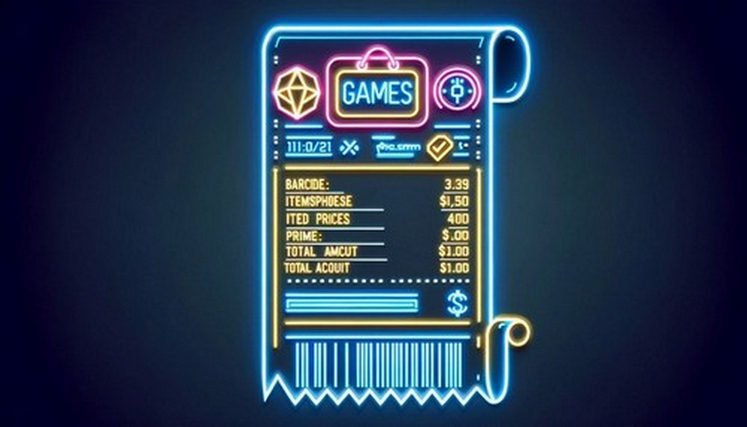 GAMES
111:0/21
BARCIDE: 3.39
ITEMSPHOESE $1,50
ITED PRICES 400
PRIME: $.00
TOTAL AMCUT $1.00
TOTAL ACOUIT $1.00
$